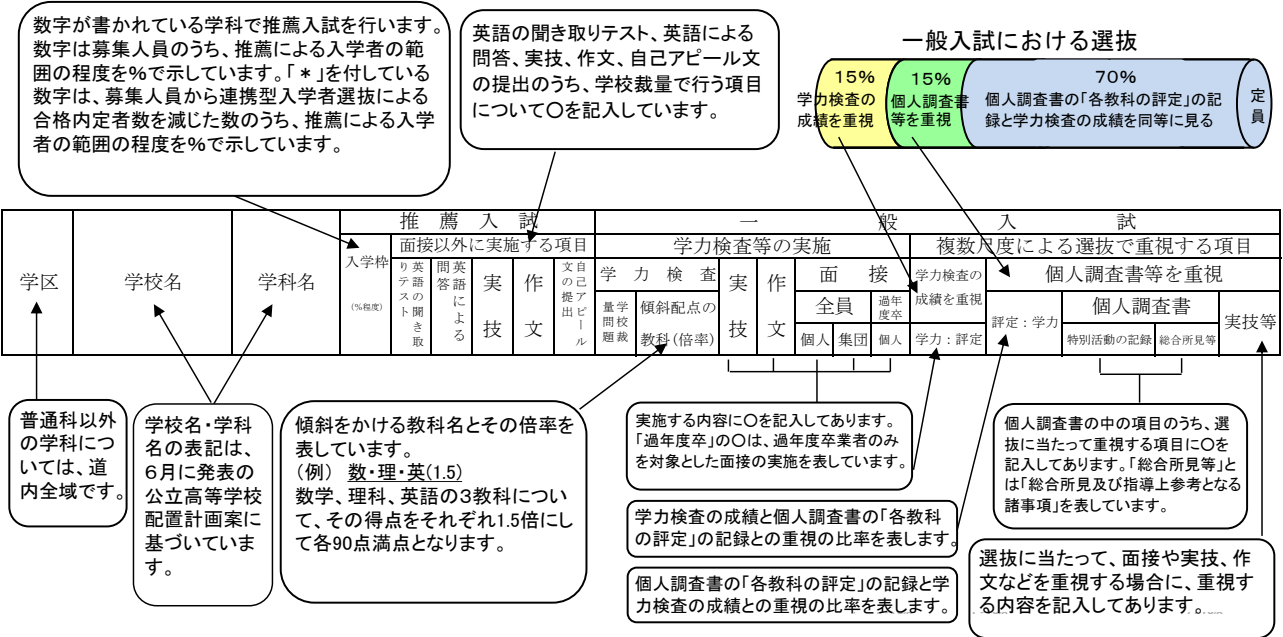 数字が書かれている学科で推薦入試を行います。
数字は募集人員のうち、推薦による入学者の範
囲の程度を%で示しています。「＊」を付している
数字は、募集人員から連携型入学者選抜による
合格内定者数を減じた数のうち、推薦による入学
者の範囲の程度を%で示しています。
英語の聞き取りテスト、英語による
問答、実技、作文、自己アピール文
の提出のうち、学校裁量で行う項目
について〇を記入しています。
一般入試における選抜
15%
学力検査の
成績を重視
15%
個人調査書
等を重視
70%
個人調査書の「各教科の評定」の記
録と学力検査の成績を同等に見る
定員
学区
学校名
学科名
推薦入試
入学枠
(%程度)
面接以外に実施する項目
英語の聞き取りテスト
英語による問答
実技
作文
自己アピール文の提出
一般入試
学力検査等の実施
学力検査
学校裁量問題
傾斜配点の
教科(倍率)
実技
作文
面接
全員
過年度卒
個人
集団
個人
複数尺度による選抜で重視する項目
学力検査の
成績を重視
学力：評定
個人調査書等を重視
評定：学力
個人調査書
特別活動の記録
総合所見等
実技等
普通科以外
の学科につ
いては、道
内全域です。
学校名・学科
名の表記は、
6月に発表の
公立高等学校
配置計画案に
基づいていま
す。
傾斜をかける教科名とその倍率を
表しています。
(例) 数・理・英(1.5)
数学、理科、英語の3教科につい
て、その得点をそれぞれ1.5倍にし
て各90点満点となります。
実施する内容に〇を記入してあります。
「過年度卒」の〇は、過年度卒業者のみ
を対象とした面接の実施を表しています。
学力検査の成績と個人調査書の「各教科
の評定」の記録との重視の比率を表します。
個人調査書の「各教科の評定」の記録と学
力検査の成績との重視の比率を表します。
個人調査書の中の項目のうち、選
抜に当たって重視する項目に〇を
記入してあります。「総合所見等」と
は「総合所見及び指導上参考となる
諸事項」を表しています。
選抜に当たって、面接や実技、作
文などを重視する場合に、重視す
る内容を記入してあります。